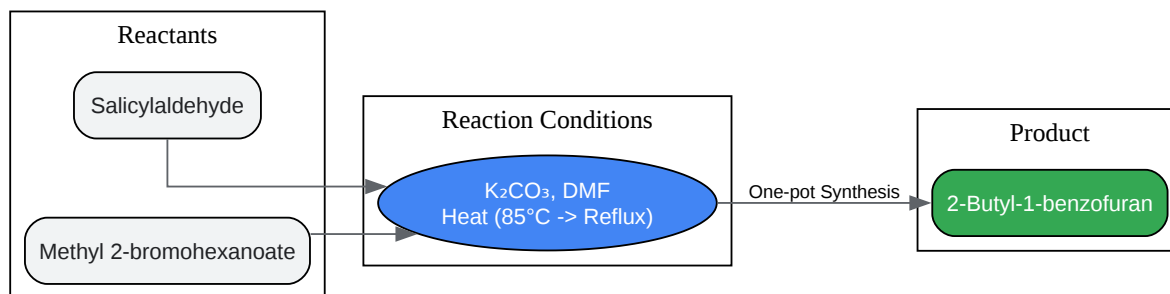 Reactants
Salicylaldehyde
Methyl 2-bromohexanoate
Reaction Conditions
K₂CO₃, DMF
Heat (85°C -> Reflux)
One-pot Synthesis
Product
2-Butyl-1-benzofuran